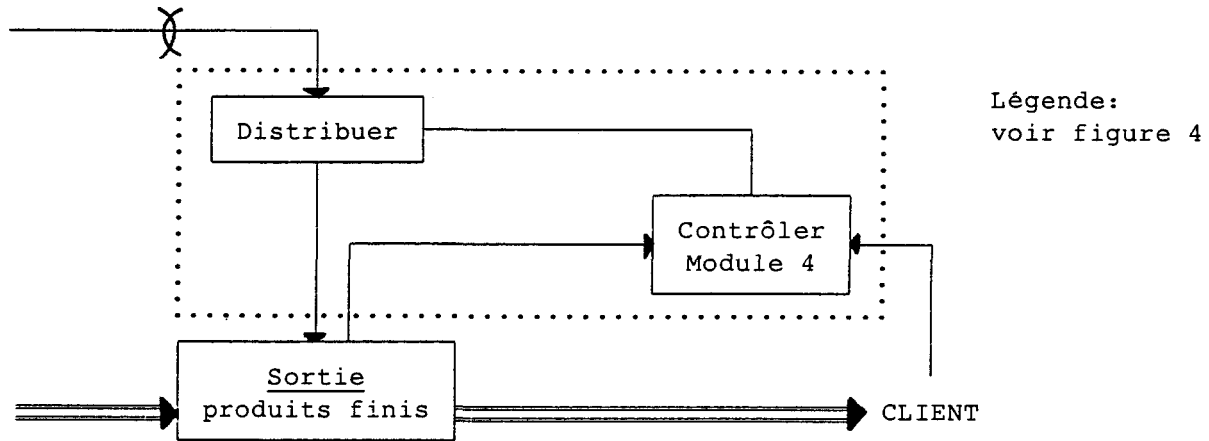 Légende:
voir figure 4
Distribuer
Contrôler
Module 4
Sortie
produits finis
CLIENT